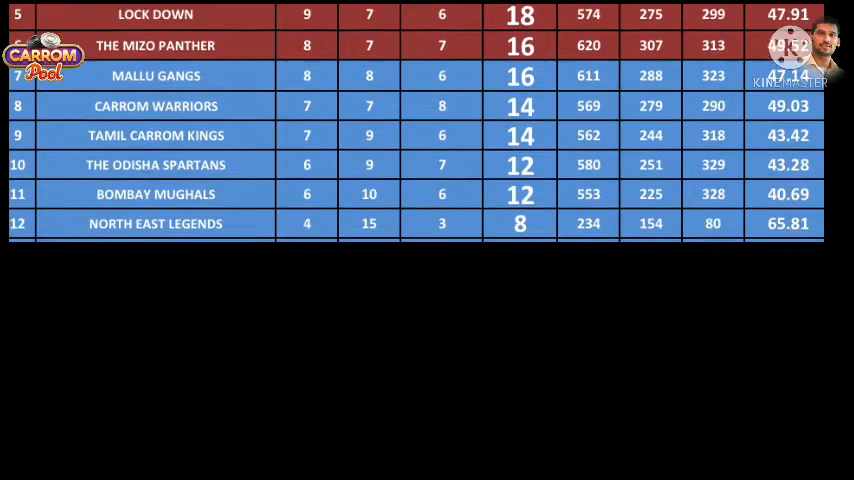 5 LOCK DOWN 9 7 6 18 574 275 299 47.91
6 THE MIZO PANTHER 8 7 7 16 620 307 313 49.52
CARROM
Pool
7 MALLU GANGS 8 8 6 16 611 288 323 47.14
KINEMASTER
8 CARROM WARRIORS 7 7 8 14 569 279 290 49.03
9 TAMIL CARROM KINGS 7 9 6 14 562 244 318 43.42
10 THE ODISHA SPARTANS 6 9 7 12 580 251 329 43.28
11 BOMBAY MUGHALS 6 10 6 12 553 225 328 40.69
12 NORTH EAST LEGENDS 4 15 3 8 234 154 80 65.81